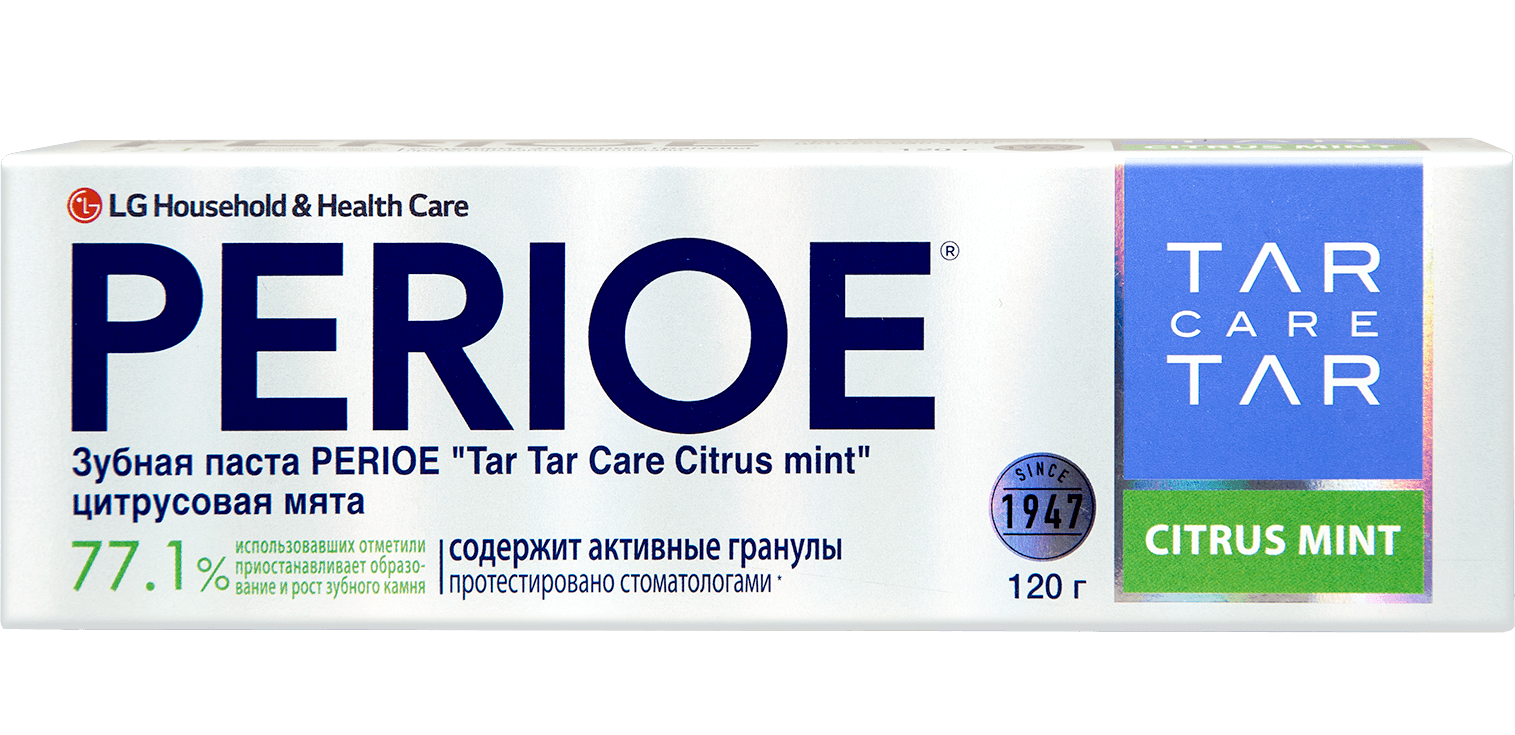 LG Household & Health Care
PERIOE®
Зубная паста PERIOE "Tar Tar Care Citrus mint"
цитрусовая мята
77.1%
использовавших отметили
приостанавливает образо-
вание и рост зубного камня
содержит активные гранулы
протестировано стоматологами*
SINCE
1947
120 г
TAR
CARE
TAR
CITRUS MINT
CITRUS MINT